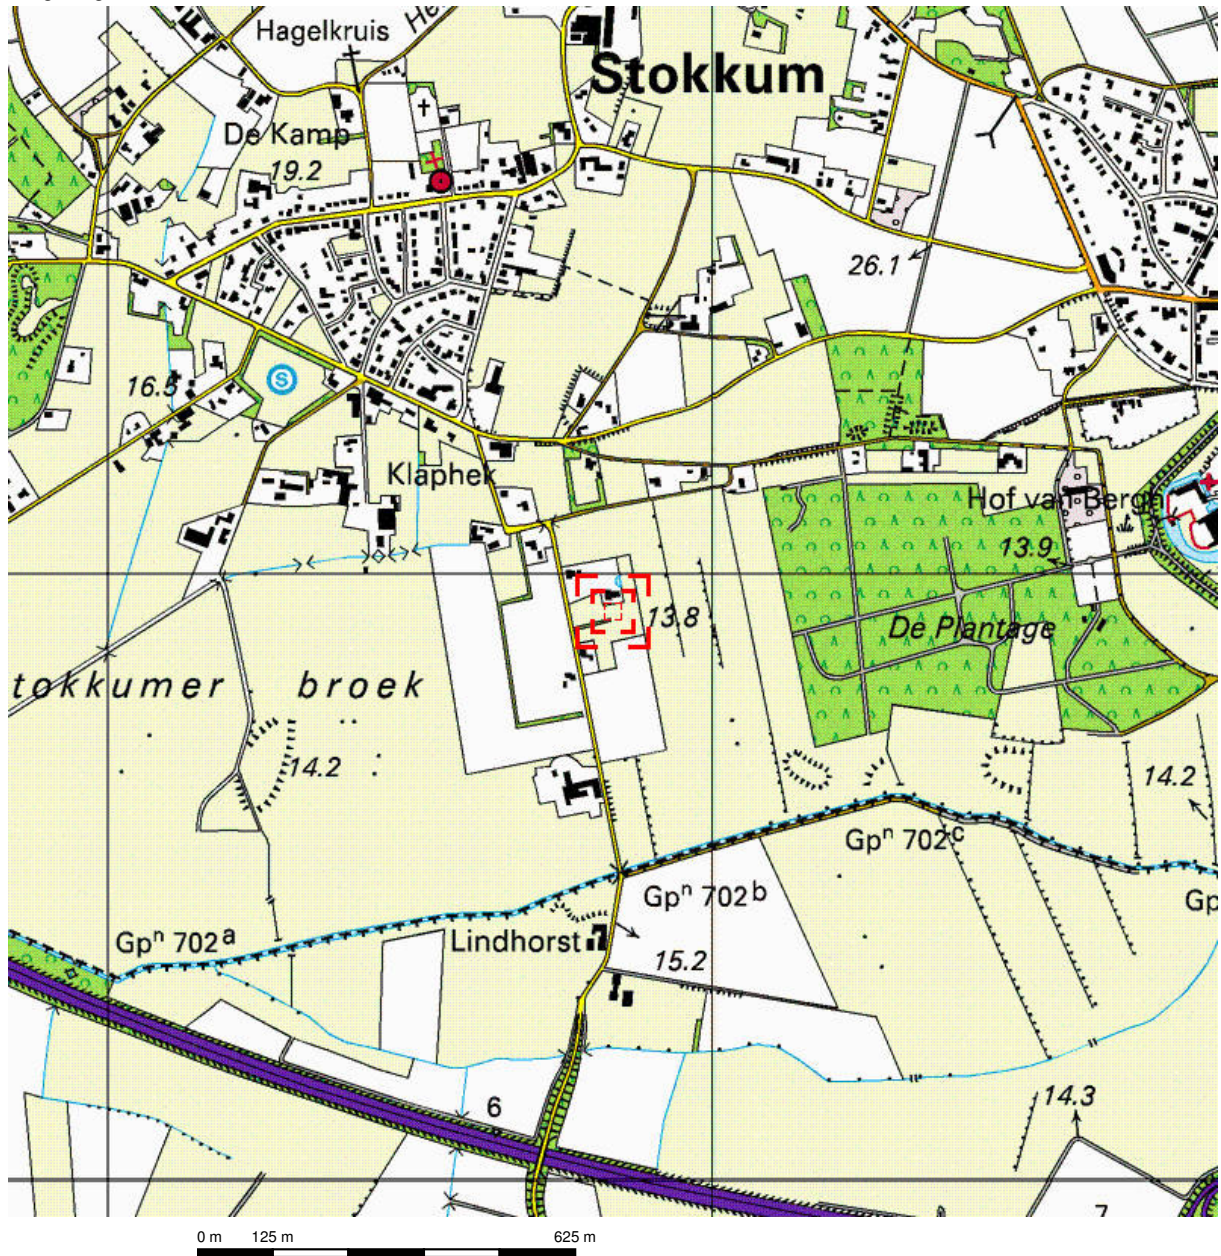 Hagelkruis
He
Stokkum
De Kamp
19.2
26.1
16.5
S
Klaphek
Hof van Bergh
13.9
13.8
De Plantage
tokkumer broek
14.2
14.2
Gpⁿ 702c
Gpⁿ 702b
Gp
Gpⁿ 702a
Lindhorst
15.2
6
14.3
7
0 m 125 m 625 m